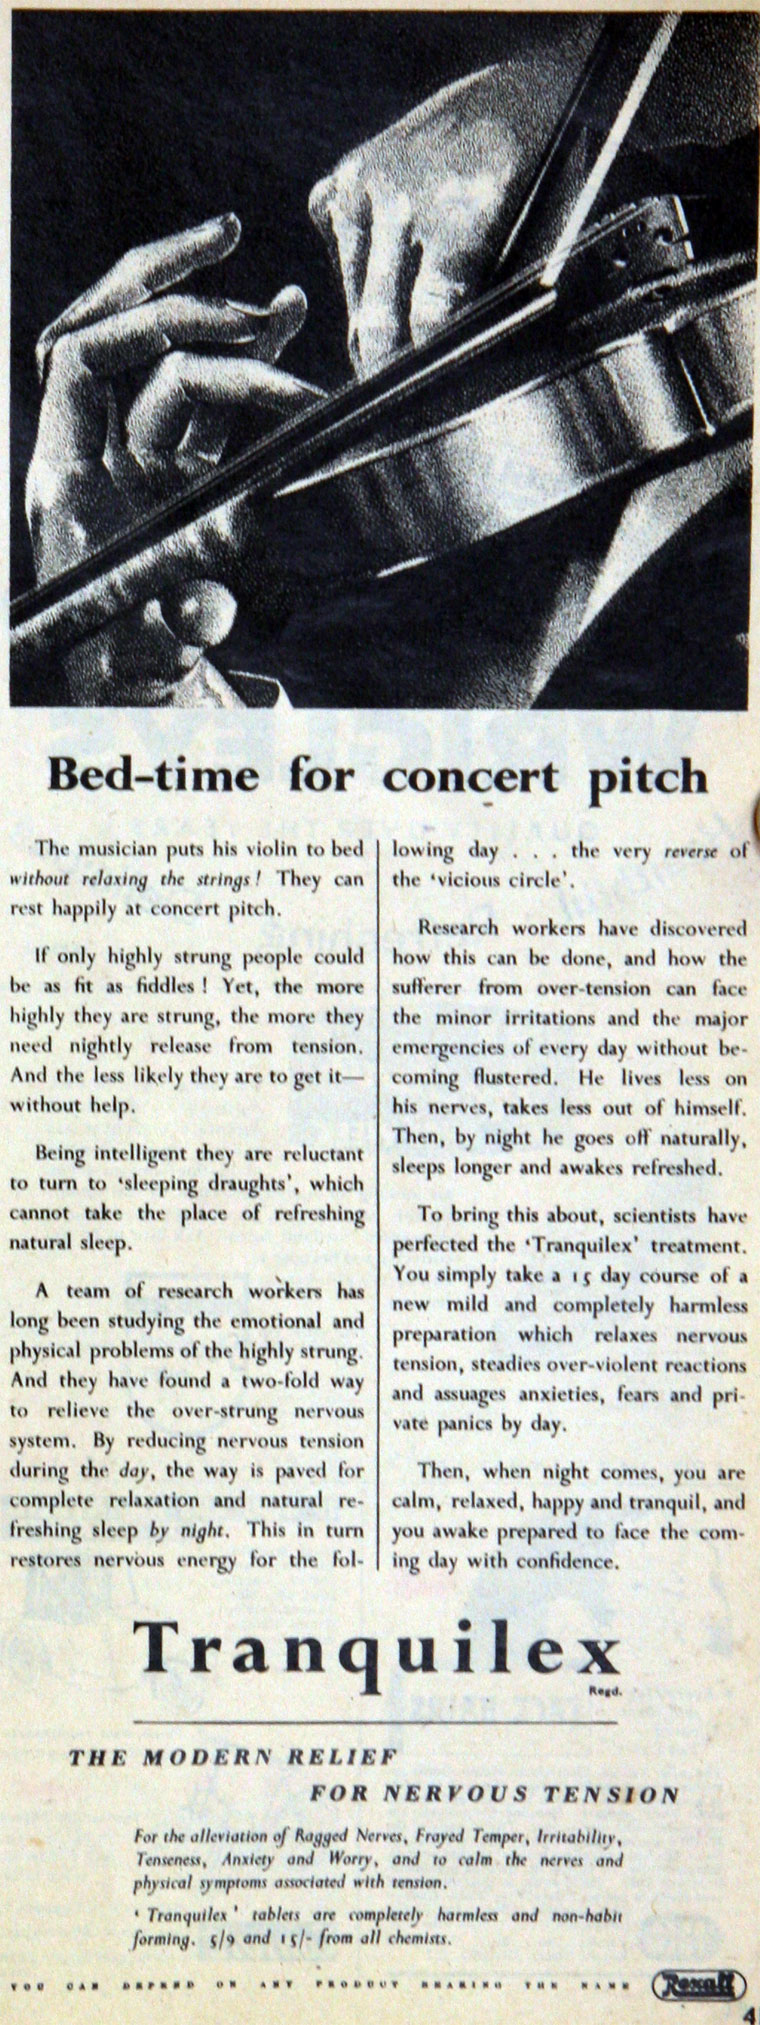 Bed-time for concert pitch
The musician puts his violin to bed
without relaxing the strings! They can
rest happily at concert pitch.
If only highly strung people could
be as fit as fiddles! Yet, the more
highly they are strung, the more they
need nightly release from tension.
And the less likely they are to get it—
without help.
Being intelligent they are reluctant
to turn to ‘sleeping draughts’, which
cannot take the place of refreshing
natural sleep.
A team of research workers has
long been studying the emotional and
physical problems of the highly strung.
And they have found a two-fold way
to relieve the over-strung nervous
system. By reducing nervous tension
during the day, the way is paved for
complete relaxation and natural re-
freshing sleep by night. This in turn
restores nervous energy for the fol-
lowing day . . . the very reverse of
the ‘vicious circle’.
Research workers have discovered
how this can be done, and how the
sufferer from over-tension can face
the minor irritations and the major
emergencies of every day without be-
coming flustered. He lives less on
his nerves, takes less out of himself.
Then, by night he goes off naturally,
sleeps longer and awakes refreshed.
To bring this about, scientists have
perfected the ‘Tranquilex’ treatment.
You simply take a 15 day course of a
new mild and completely harmless
preparation which relaxes nervous
tension, steadies over-violent reactions
and assuages anxieties, fears and pri-
vate panics by day.
Then, when night comes, you are
calm, relaxed, happy and tranquil, and
you awake prepared to face the com-
ing day with confidence.
Tranquilex
Regd.
THE MODERN RELIEF
FOR NERVOUS TENSION
For the alleviation of Ragged Nerves, Frayed Temper, Irritability,
Tenseness, Anxiety and Worry, and to calm the nerves and
physical symptoms associated with tension.
‘Tranquilex’ tablets are completely harmless and non-habit
forming. 5/9 and 15/- from all chemists.
YOU CAN DEPEND ON ANY PRODUCT BEARING THE NAME Rexall